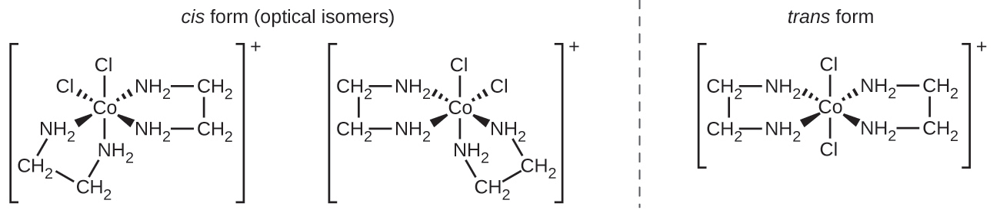 cis form (optical isomers)
trans form
+
+
+
Cl
Cl
Cl
Cl NH₂ CH₂
CH₂ NH₂ Cl
CH₂ NH₂ NH₂ CH₂
Co
Co
Co
NH₂ NH₂ CH₂
CH₂ NH₂ NH₂
CH₂ NH₂ NH₂ CH₂
NH₂
NH₂
Cl
CH₂
CH₂
CH₂
CH₂